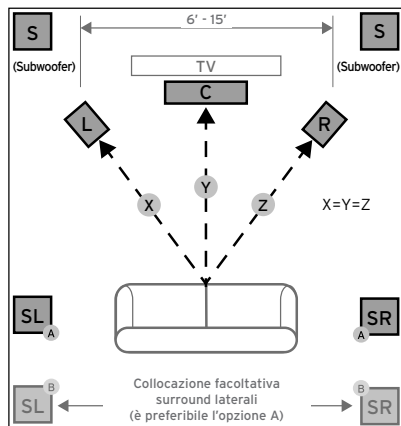 S
6' - 15'
S
(Subwoofer)
TV
(Subwoofer)
C
L
R
Y
X
Z
X=Y=Z
SL
A
SR
A
B
Collocazione facoltativa
B
SL
surround laterali
SR
(è preferibile l'opzione A)